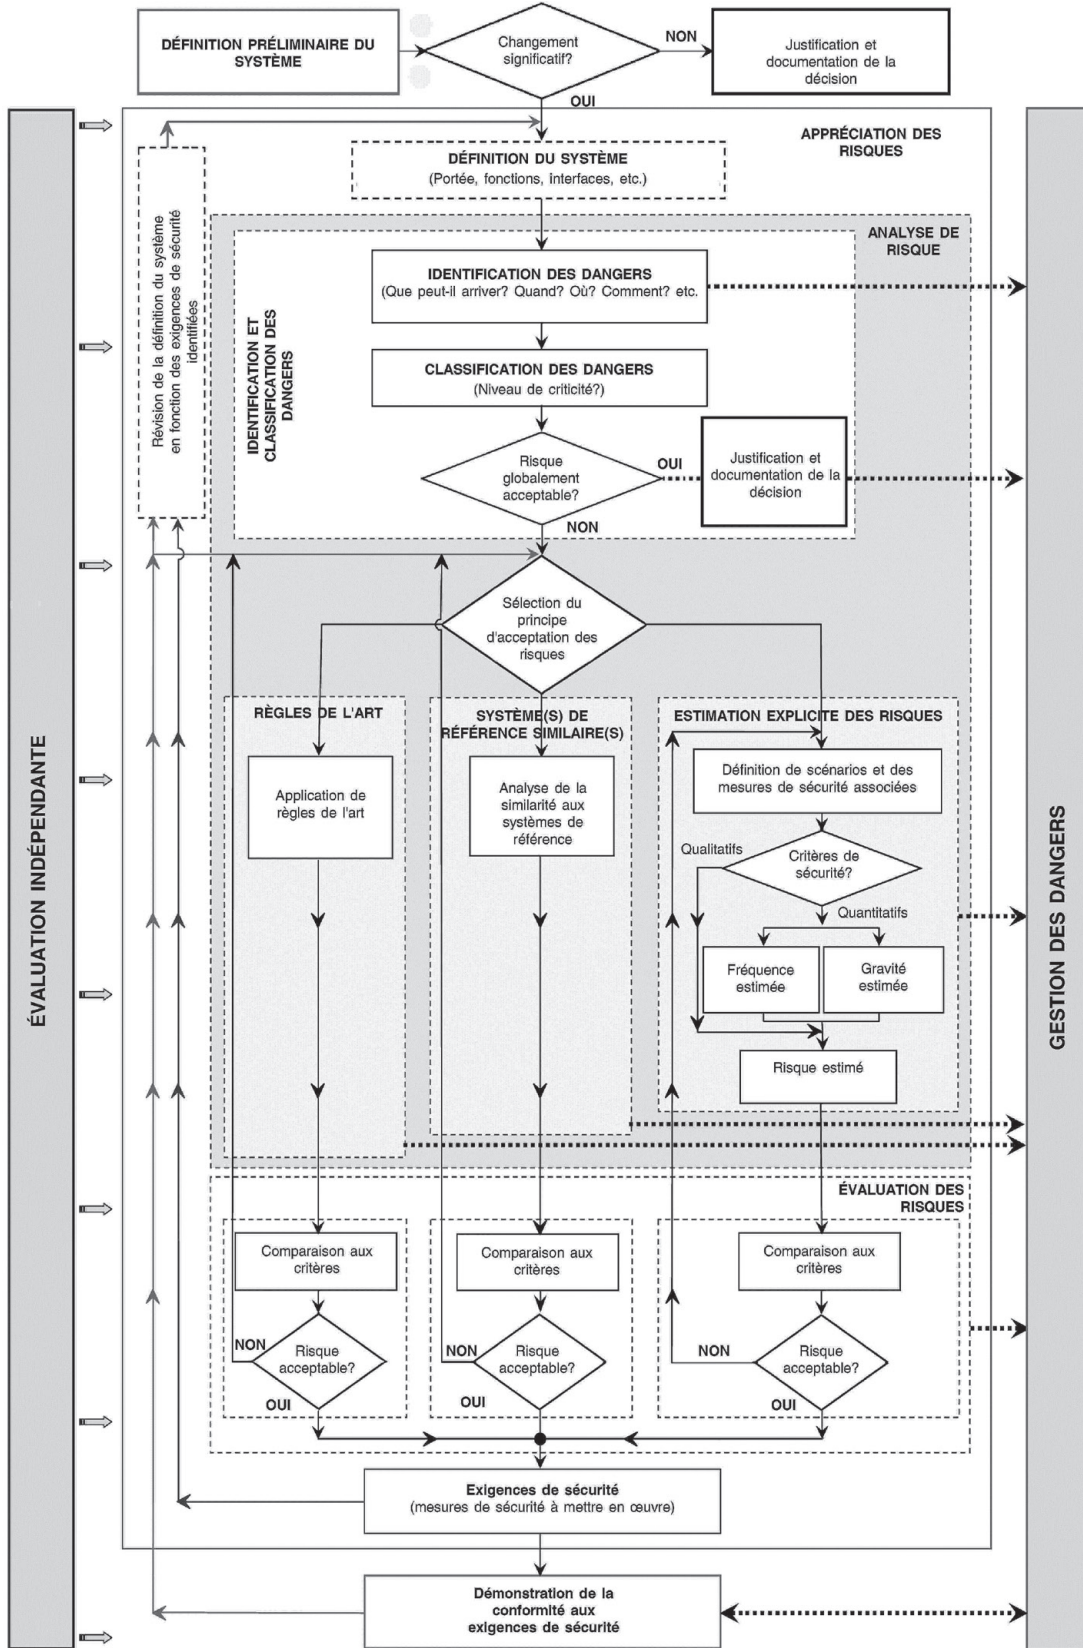 DÉFINITION PRÉLIMINAIRE DU
SYSTÈME
Changement
significatif?
NON
Justification et
documentation de la
décision
OUI
APPRÉCIATION DES
RISQUES
DÉFINITION DU SYSTÈME
(Portée, fonctions, interfaces, etc.)
Révision de la définition du système
en fonction des exigences de sécurité
identifiées
ANALYSE DE
RISQUE
IDENTIFICATION ET
CLASSIFICATION DES
DANGERS
IDENTIFICATION DES DANGERS
(Que peut-il arriver? Quand? Où? Comment? etc.
CLASSIFICATION DES DANGERS
(Niveau de criticité?)
Risque
globalement
acceptable?
OUI
Justification et
documentation de la
décision
NON
Sélection du
principe
d'acceptation des
risques
RÈGLES DE L'ART
SYSTÈME(S) DE
RÉFÉRENCE SIMILAIRE(S)
ESTIMATION EXPLICITE DES RISQUES
Application de
règles de l'art
Analyse de la
similarité aux
systèmes de
référence
Définition de scénarios et des
mesures de sécurité associées
Qualitatifs
Critères de
sécurité?
Quantitatifs
Fréquence
estimée
Gravité
estimée
Risque estimé
ÉVALUATION INDÉPENDANTE
GESTION DES DANGERS
ÉVALUATION DES
RISQUES
Comparaison aux
critères
Comparaison aux
critères
Comparaison aux
critères
NON
Risque
acceptable?
OUI
NON
Risque
acceptable?
OUI
NON
Risque
acceptable?
OUI
Exigences de sécurité
(mesures de sécurité à mettre en œuvre)
Démonstration de la
conformité aux
exigences de sécurité